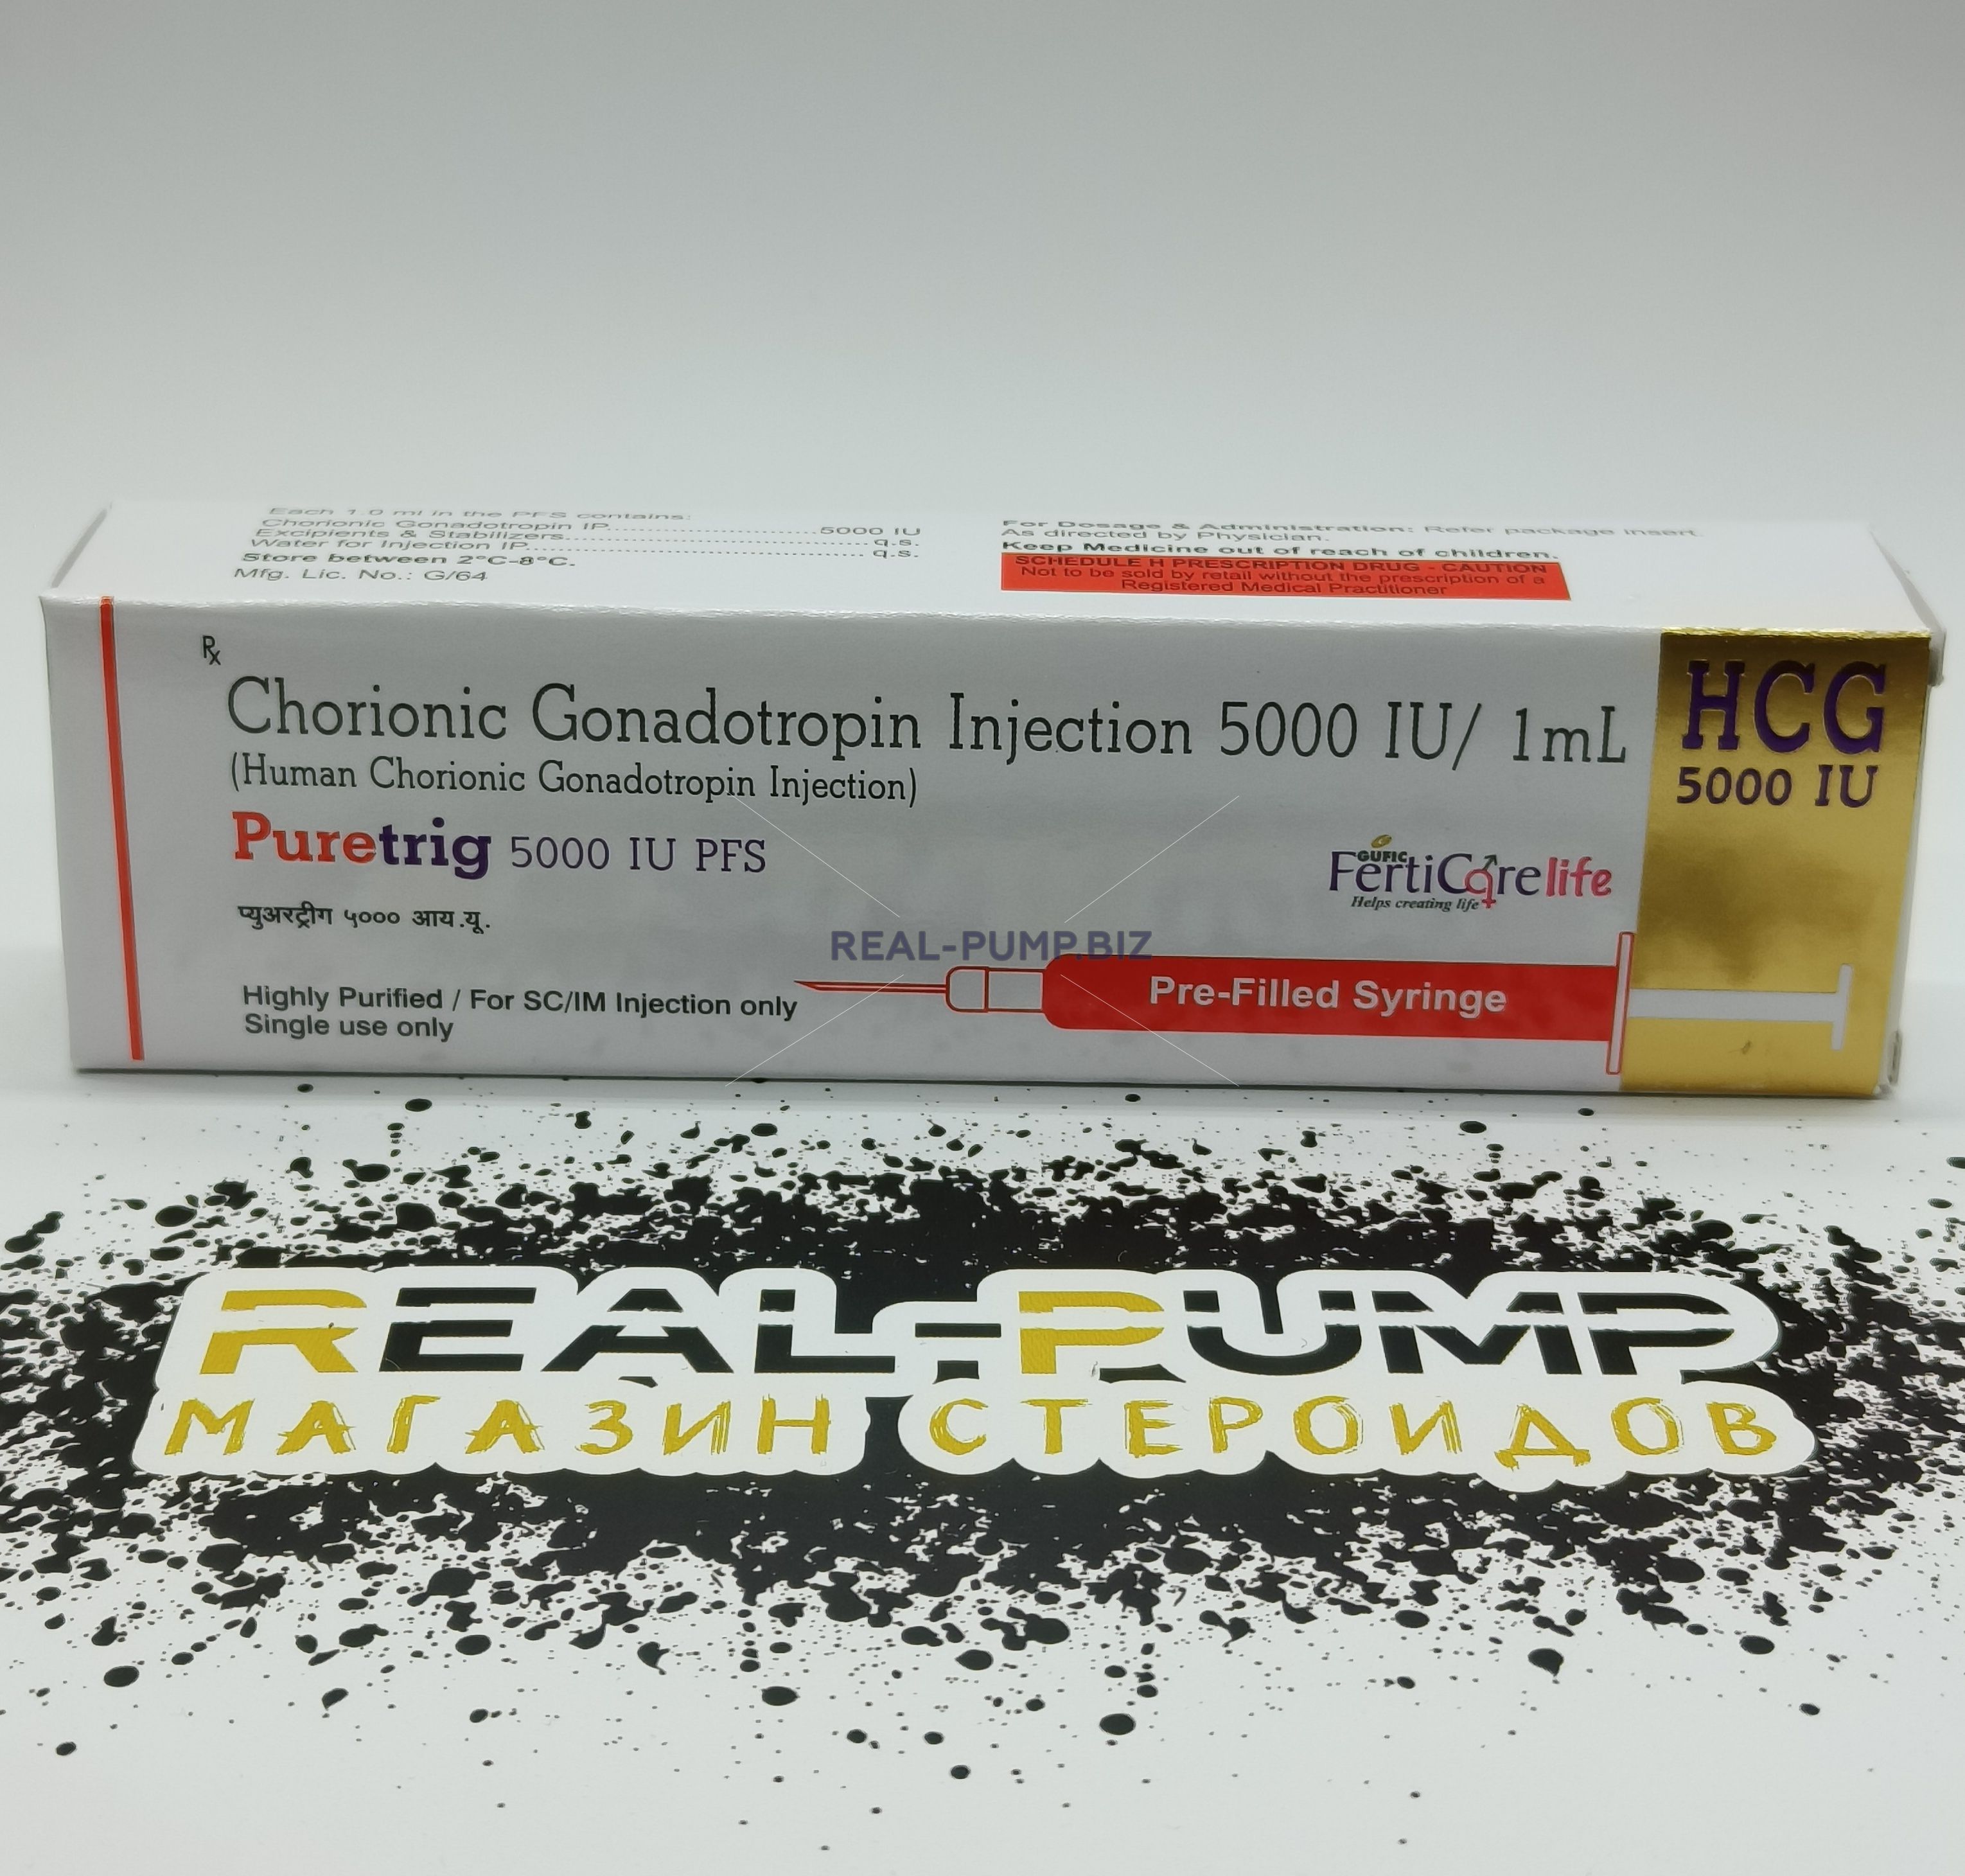 Each 1.0 ml in the PFS contains:
Chorionic Gonadotropin IP..............................5000 IU
Excipients & Stabilizers..............................q.s.
Water for Injection IP..............................q.s.
Store between 2°C-8°C.
Mfg. Lic. No.: G/64
For Dosage & Administration: Refer package insert.
As directed by Physician.
Keep Medicine out of reach of children.
SCHEDULE H PRESCRIPTION DRUG - CAUTION
Not to be sold by retail without the prescription of a
Registered Medical Practitioner
Rx
Chorionic Gonadotropin Injection 5000 IU/ 1mL
(Human Chorionic Gonadotropin Injection)
Puretrig 5000 IU PFS
प्युअरट्रीग ५००० आय.यू.
Highly Purified / For SC/IM Injection only
Single use only
GUFIC
FertiCare life
Helps creating life
Pre-Filled Syringe
HCG
5000 IU
REAL-PUMP.BIZ
REAL-PUMP
МАГАЗИН СТЕРОИДОВ